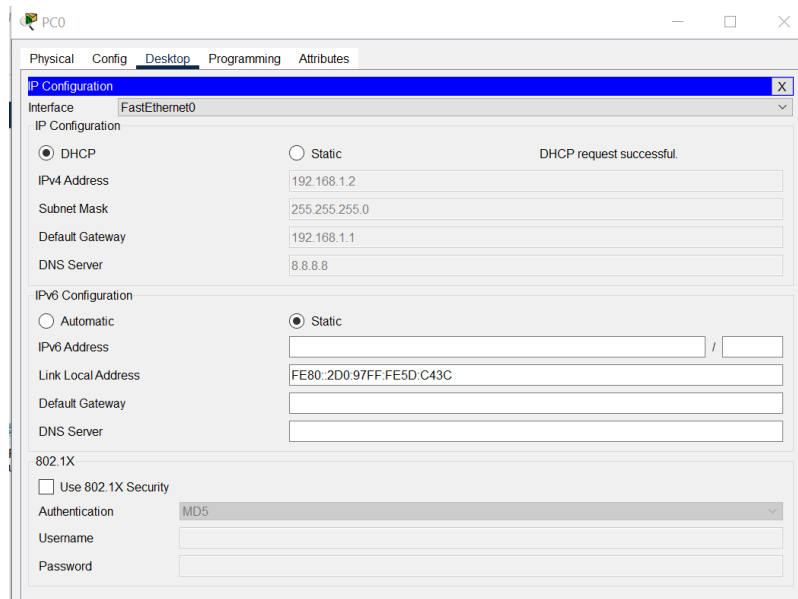 PC0
Physical Config Desktop Programming Attributes
IP Configuration X
Interface FastEthernet0
IP Configuration
DHCP Static DHCP request successful.
IPv4 Address 192.168.1.2
Subnet Mask 255.255.255.0
Default Gateway 192.168.1.1
DNS Server 8.8.8.8
IPv6 Configuration
Automatic Static
IPv6 Address /
Link Local Address FE80::2D0:97FF:FE5D:C43C
Default Gateway
DNS Server
802.1X
Use 802.1X Security
Authentication MD5
Username
Password